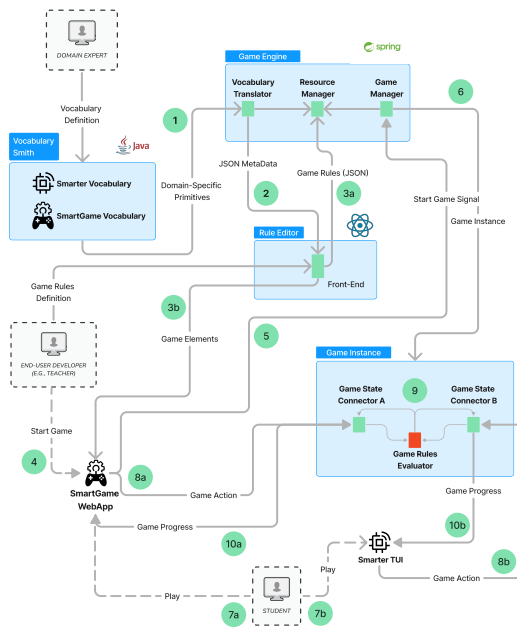 DOMAIN EXPERT
spring
Game Engine
Vocabulary
Translator
Resource
Manager
Game
Manager
6
Vocabulary
Definition
1
Vocabulary
Smith
Java
JSON MetaData
Game Rules (JSON)
Smarter Vocabulary
SmartGame Vocabulary
Domain-Specific
Primitives
2
3a
Start Game Signal
Game Instance
Rule Editor
Front-End
Game Rules
Definition
3b
5
Game Elements
END-USER DEVELOPER
(E.G., TEACHER)
Game Instance
9
Game State
Connector A
Game State
Connector B
Game Rules
Evaluator
Start Game
4
8a
SmartGame
WebApp
Game Action
Game Progress
Game Progress
10a
10b
Smarter TUI
8b
Game Action
Play
Play
STUDENT
7a
7b